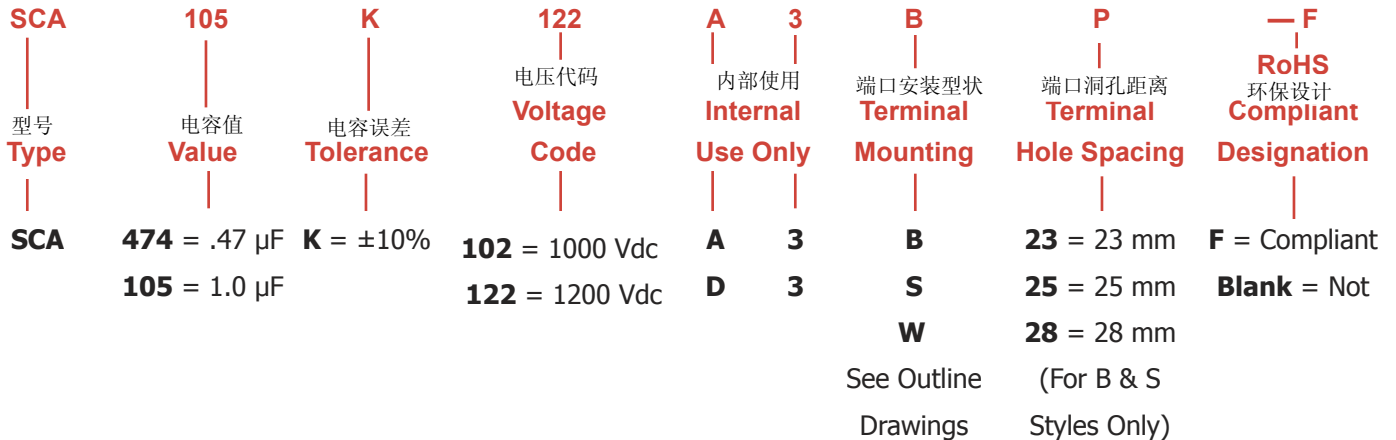 SCA 105 K 122 A 3 B P — F
电压代码 内部使用 端口安装型状 端口洞孔距离 RoHS
环保设计
型号 电容值 电容误差 Voltage Internal Terminal Terminal Compliant
Type Value Tolerance Code Use Only Mounting Hole Spacing Designation
SCA 474 = .47 µF K = ±10% 102 = 1000 Vdc A 3 B 23 = 23 mm F = Compliant
105 = 1.0 µF 122 = 1200 Vdc D 3 S 25 = 25 mm Blank = Not
W 28 = 28 mm
See Outline (For B & S
Drawings Styles Only)